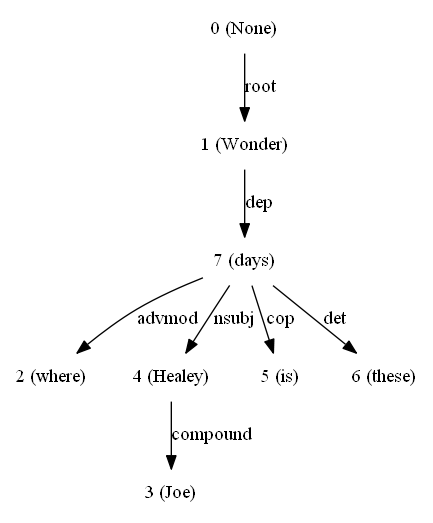 0 (None)
root
1 (Wonder)
dep
7 (days)
advmod nsubj cop det
2 (where) 4 (Healey) 5 (is) 6 (these)
compound
3 (Joe)